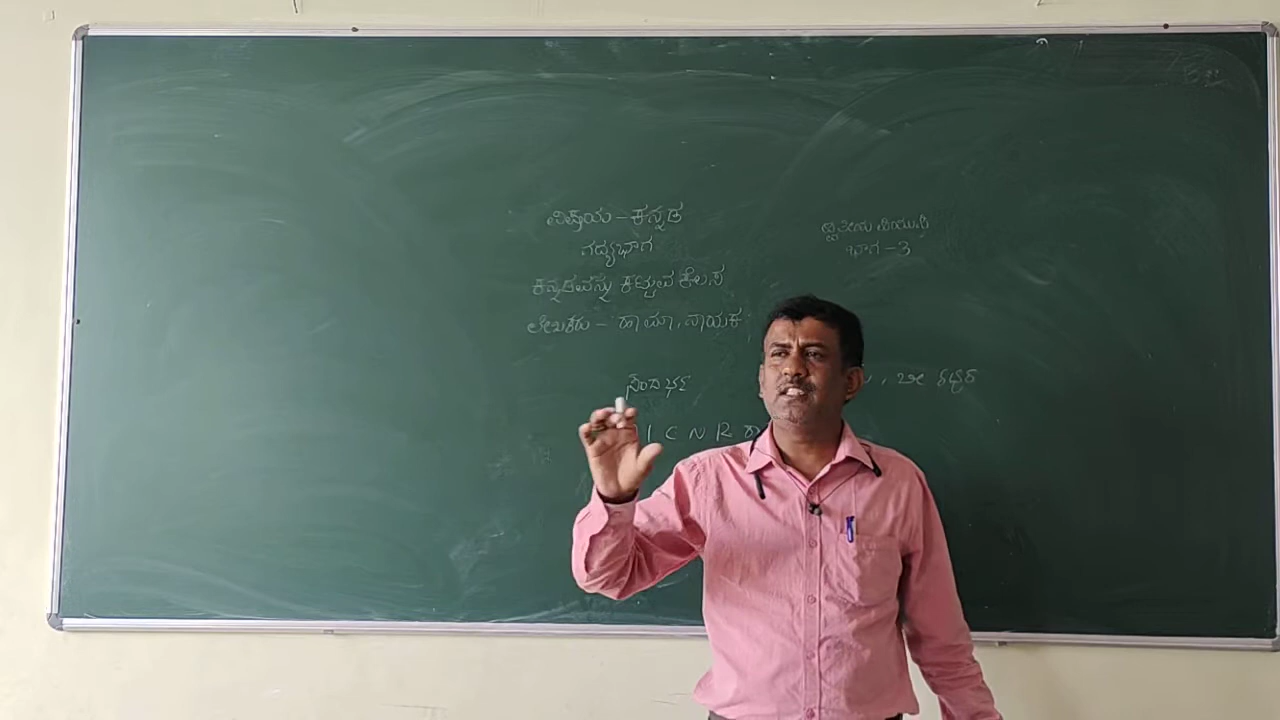 ವಿಷಯ – ಕನ್ನಡ
ಗದ್ಯಭಾಗ
ಕನ್ನಡವನ್ನು ಕಟ್ಟುವ ಕೆಲಸ
ಲೇಖಕರು – ಹಾ.ಮಾ. ನಾಯಕ
ದ್ವಿತೀಯ ಪಿಯುಸಿ
ಭಾಗ – 3
ಸಂದರ್ಭ
I C N R